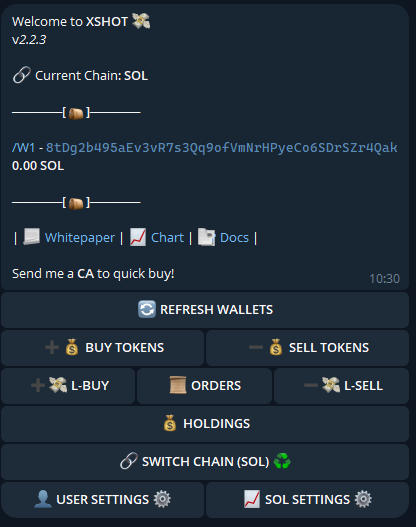 Welcome to XSHOT 💸
v2.2.3
🔗 Current Chain: SOL
———[🪵]———
/W1 - 8tDg2b495aEv3vR7s3Qq9ofVmNrHPyeCo6SDrSZr4Qak
0.00 SOL
———[🪵]———
| 📃 Whitepaper | 📈 Chart | 📑 Docs |
Send me a CA to quick buy!
10:30
🔄 REFRESH WALLETS
➕💰 BUY TOKENS
➖💰 SELL TOKENS
➕💸 L-BUY
📜 ORDERS
➖💸 L-SELL
💰 HOLDINGS
🔗 SWITCH CHAIN (SOL) ♻️
👤 USER SETTINGS ⚙️
📈 SOL SETTINGS ⚙️